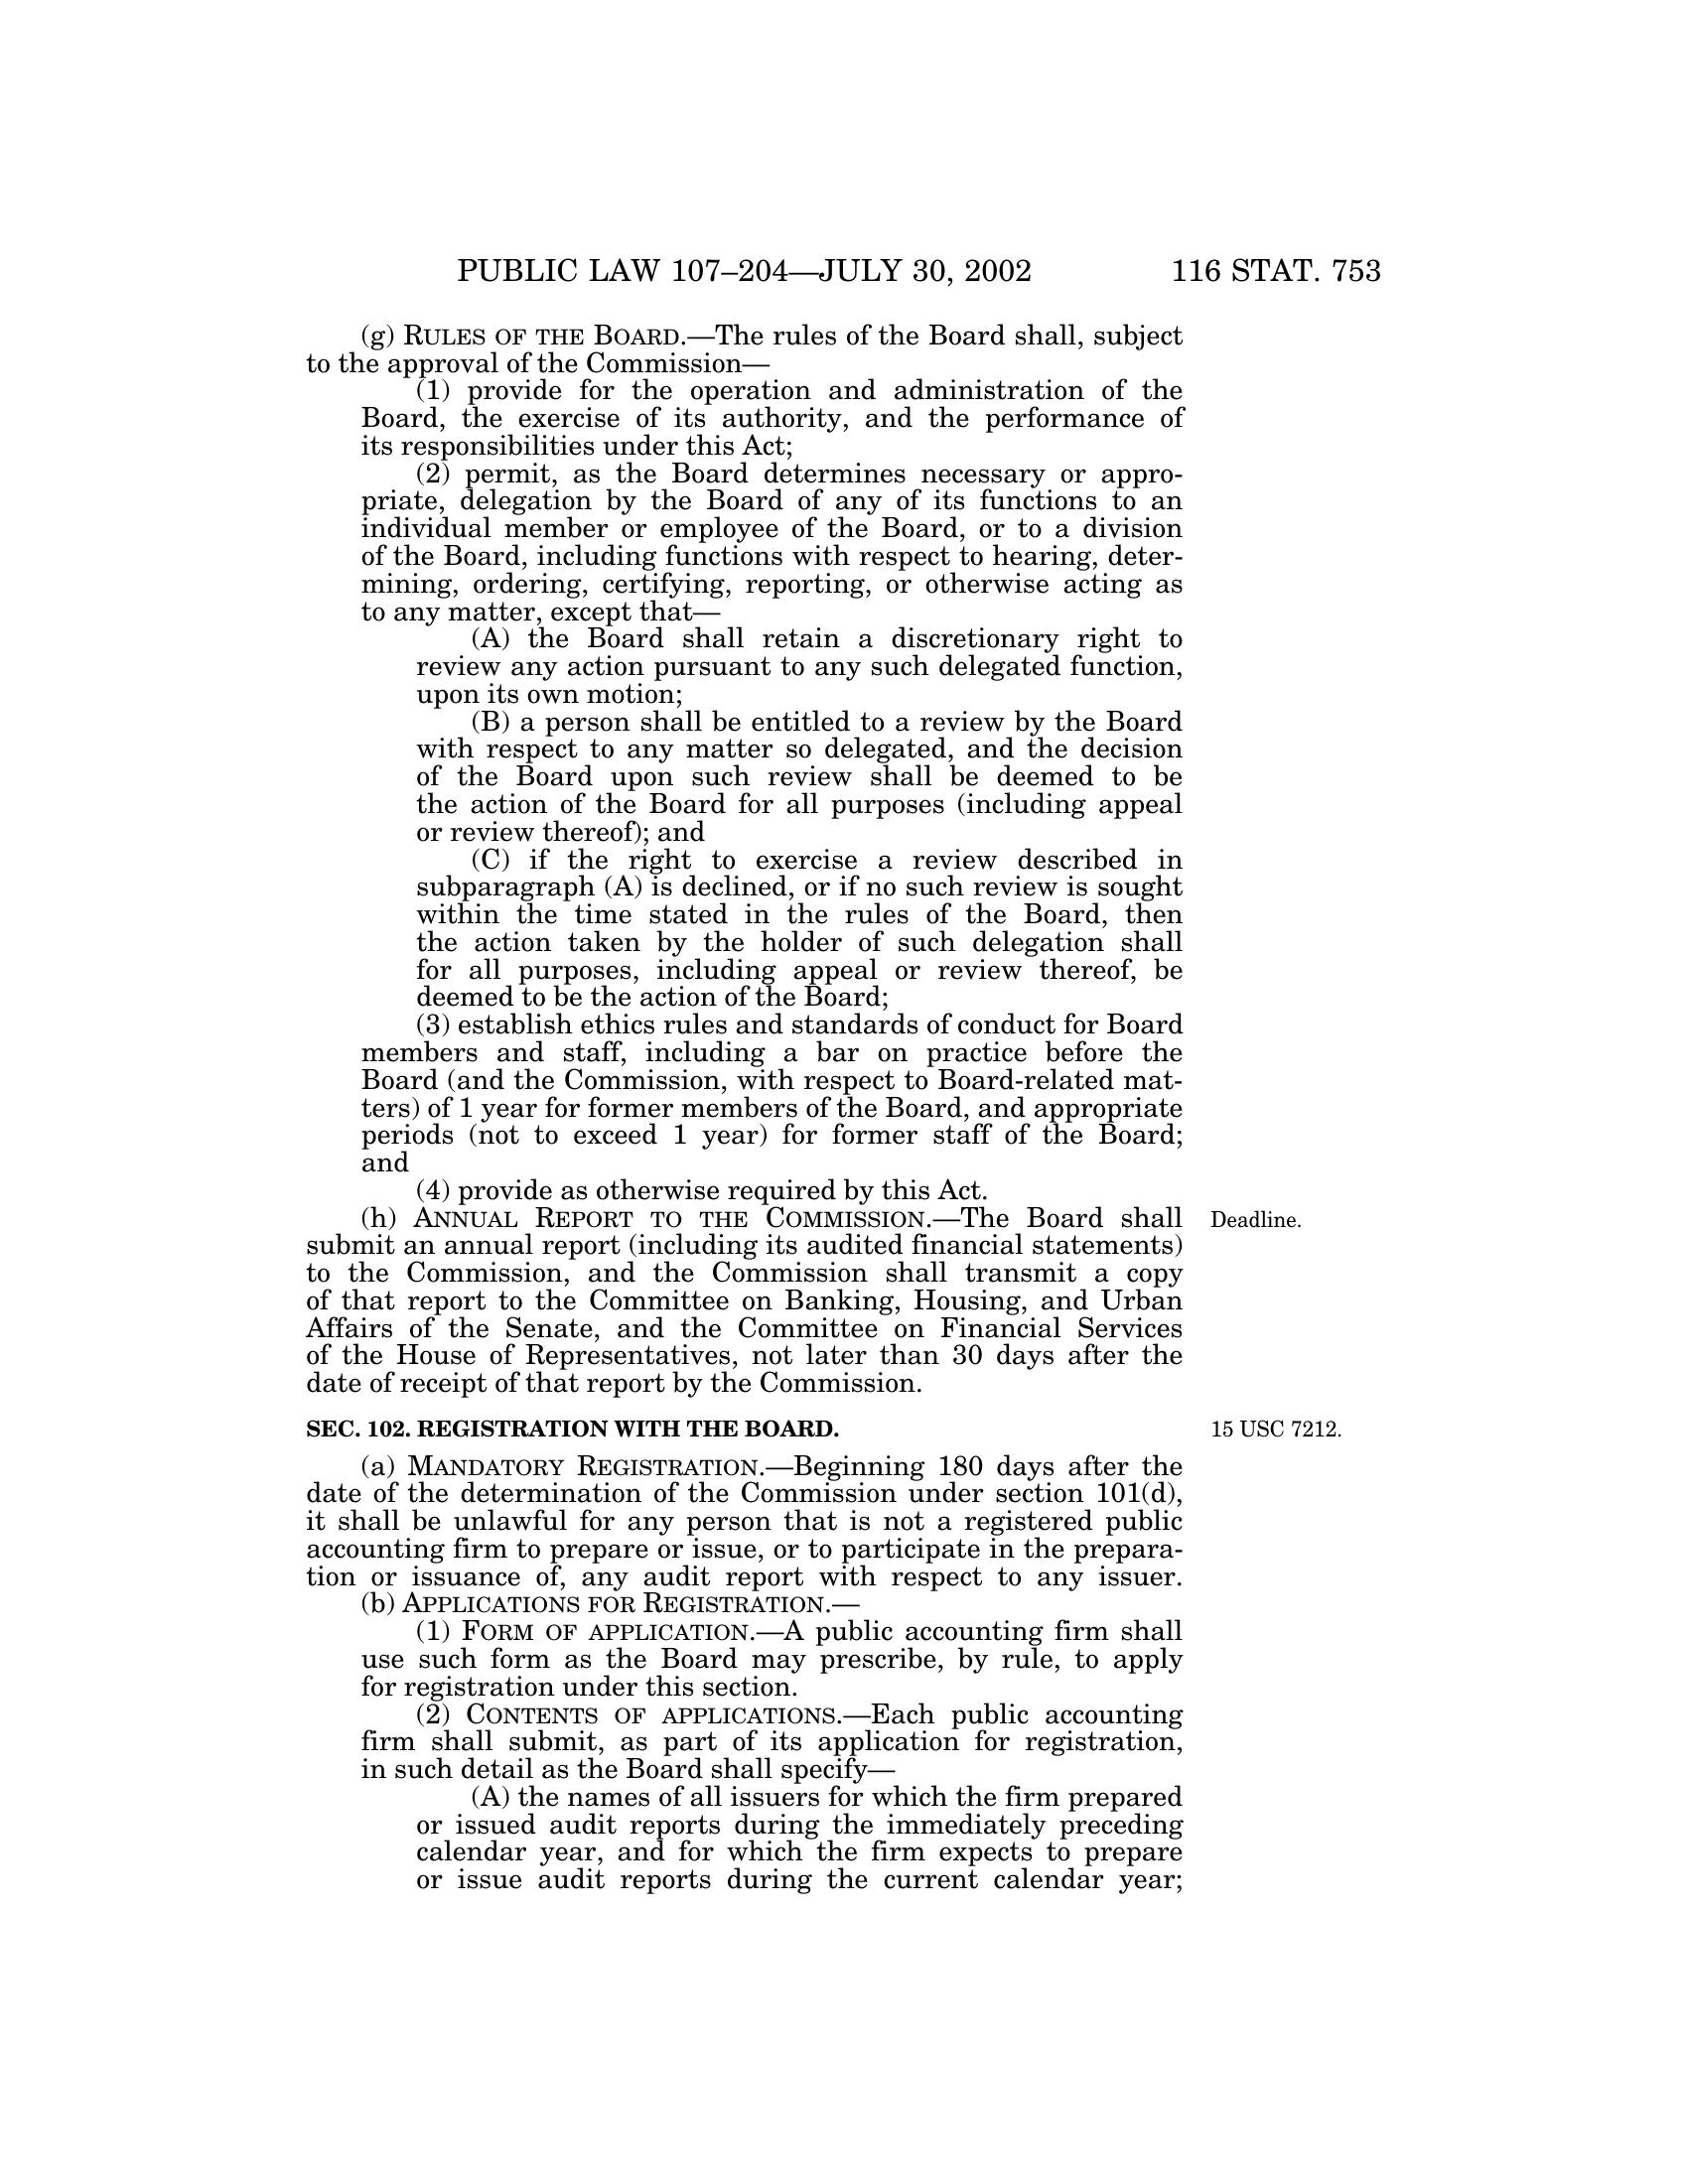 PUBLIC LAW 107–204—JULY 30, 2002 116 STAT. 753
(g) RULES OF THE BOARD.—The rules of the Board shall, subject
to the approval of the Commission—
(1) provide for the operation and administration of the
Board, the exercise of its authority, and the performance of
its responsibilities under this Act;
(2) permit, as the Board determines necessary or appro-
priate, delegation by the Board of any of its functions to an
individual member or employee of the Board, or to a division
of the Board, including functions with respect to hearing, deter-
mining, ordering, certifying, reporting, or otherwise acting as
to any matter, except that—
(A) the Board shall retain a discretionary right to
review any action pursuant to any such delegated function,
upon its own motion;
(B) a person shall be entitled to a review by the Board
with respect to any matter so delegated, and the decision
of the Board upon such review shall be deemed to be
the action of the Board for all purposes (including appeal
or review thereof); and
(C) if the right to exercise a review described in
subparagraph (A) is declined, or if no such review is sought
within the time stated in the rules of the Board, then
the action taken by the holder of such delegation shall
for all purposes, including appeal or review thereof, be
deemed to be the action of the Board;
(3) establish ethics rules and standards of conduct for Board
members and staff, including a bar on practice before the
Board (and the Commission, with respect to Board-related mat-
ters) of 1 year for former members of the Board, and appropriate
periods (not to exceed 1 year) for former staff of the Board;
and
(4) provide as otherwise required by this Act.
(h) ANNUAL REPORT TO THE COMMISSION.—The Board shall
submit an annual report (including its audited financial statements)
to the Commission, and the Commission shall transmit a copy
of that report to the Committee on Banking, Housing, and Urban
Affairs of the Senate, and the Committee on Financial Services
of the House of Representatives, not later than 30 days after the
date of receipt of that report by the Commission.
Deadline.
SEC. 102. REGISTRATION WITH THE BOARD.
15 USC 7212.
(a) MANDATORY REGISTRATION.—Beginning 180 days after the
date of the determination of the Commission under section 101(d),
it shall be unlawful for any person that is not a registered public
accounting firm to prepare or issue, or to participate in the prepara-
tion or issuance of, any audit report with respect to any issuer.
(b) APPLICATIONS FOR REGISTRATION.—
(1) FORM OF APPLICATION.—A public accounting firm shall
use such form as the Board may prescribe, by rule, to apply
for registration under this section.
(2) CONTENTS OF APPLICATIONS.—Each public accounting
firm shall submit, as part of its application for registration,
in such detail as the Board shall specify—
(A) the names of all issuers for which the firm prepared
or issued audit reports during the immediately preceding
calendar year, and for which the firm expects to prepare
or issue audit reports during the current calendar year;